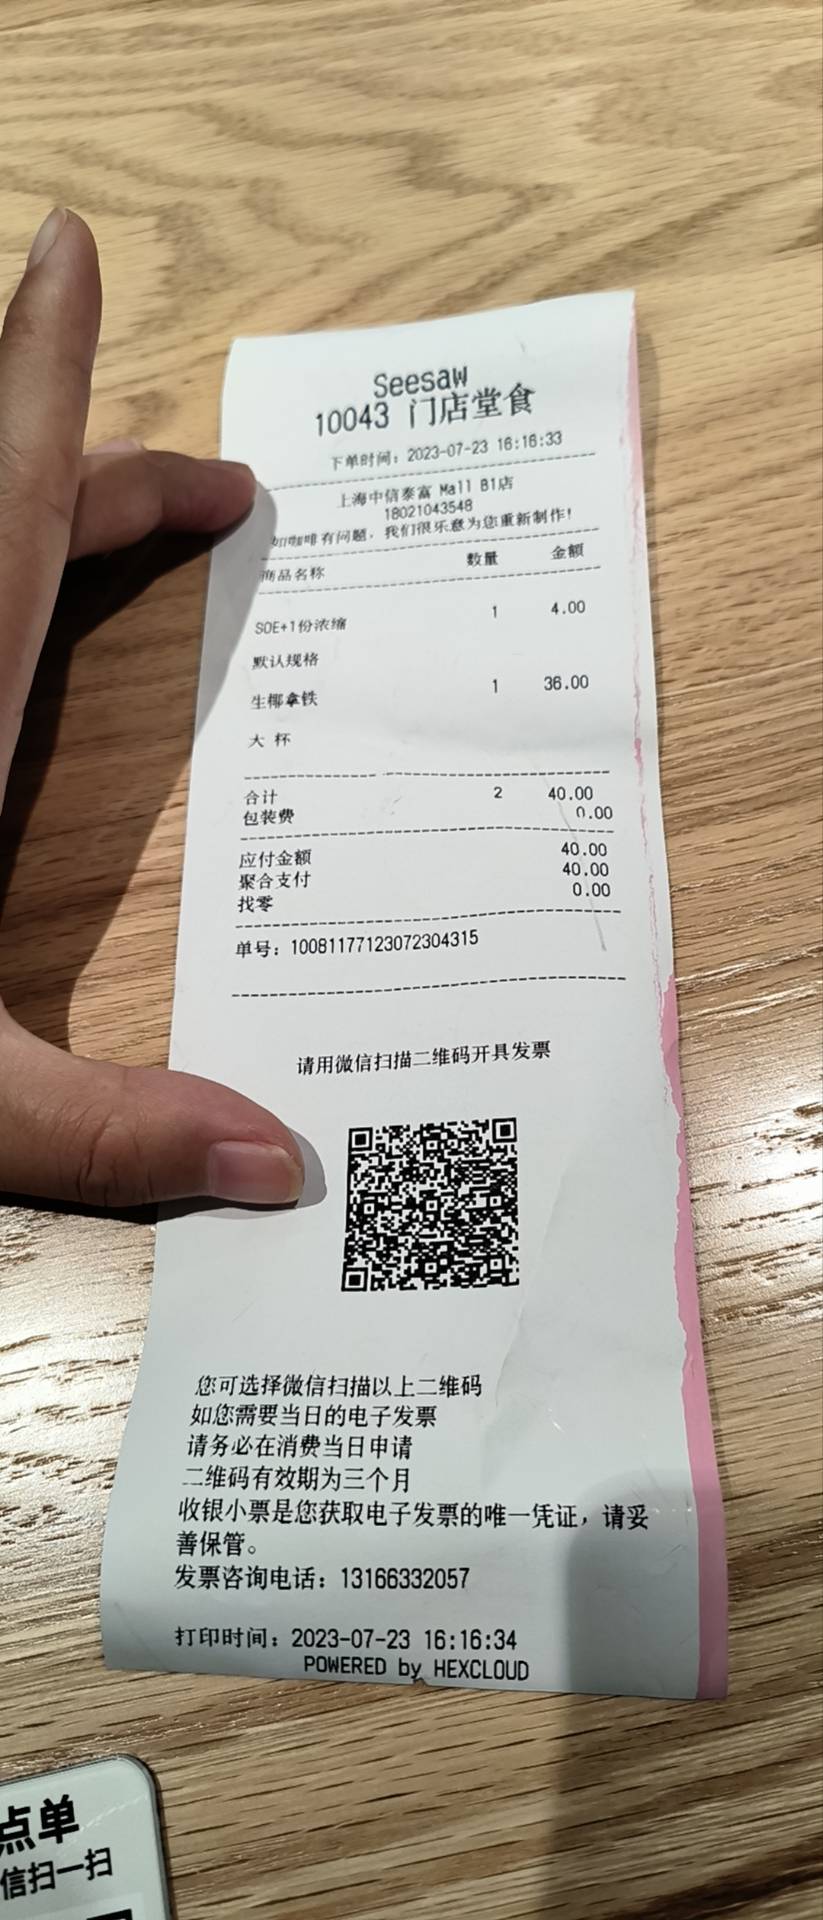 Seesaw
10043 门店堂食
下单时间：2023-07-23 16:16:33
上海中信泰富 Mall B1店
18021043548
如咖啡有问题，我们很乐意为您重新制作！
商品名称 数量 金额
SOE+1份浓缩 1 4.00
默认规格
生椰拿铁 1 36.00
大 杯
合计 2 40.00
包装费 0.00
应付金额 40.00
聚合支付 40.00
找零 0.00
单号：10081177123072304315
请用微信扫描二维码开具发票
您可选择微信扫描以上二维码
如您需要当日的电子发票
请务必在消费当日申请
二维码有效期为三个月
收银小票是您获取电子发票的唯一凭证，请妥
善保管。
发票咨询电话：13166332057
打印时间：2023-07-23 16:16:34
POWERED by HEXCLOUD
点单
信扫一扫